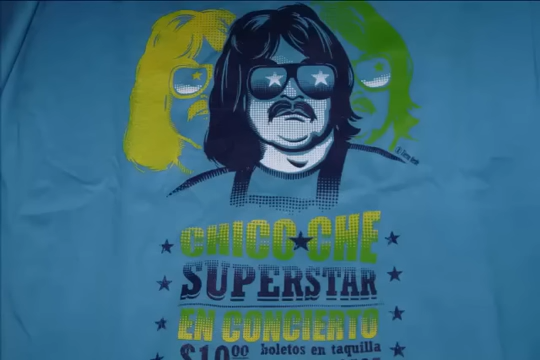 CHICO★CHE
SUPERSTAR
EN CONCIERTO
$10.00 boletos en taquilla